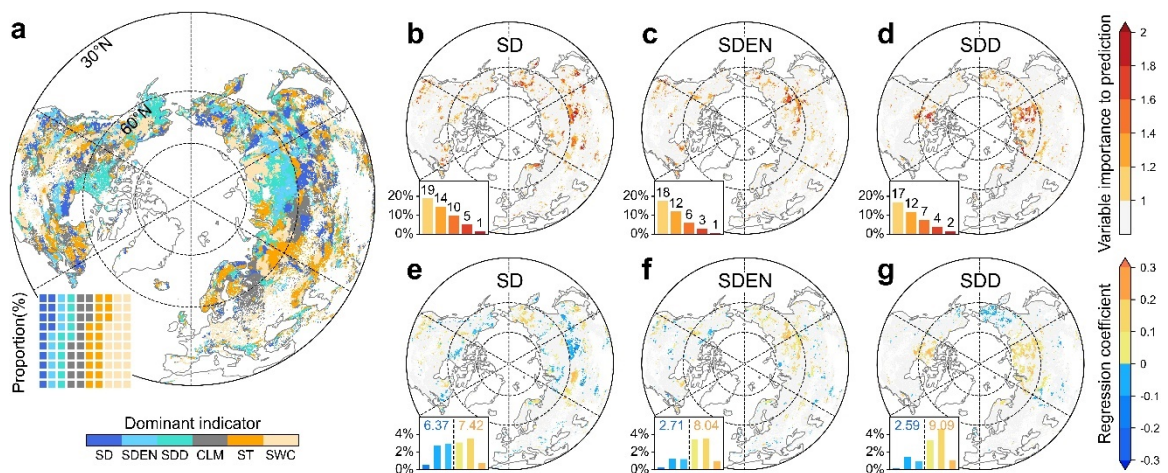 a
30°N
60°N
Proportion(%)
Dominant indicator
SD SDEN SDD CLM ST SWC
b
SD
20%
10%
0%
19
14
10
5
1
c
SDEN
20%
10%
0%
18
12
6
3
1
d
SDD
20%
10%
0%
17
12
7
4
2
Variable importance to prediction
2
1.8
1.6
1.4
1.2
1
e
SD
6.37 7.42
4%
2%
0%
f
SDEN
2.71 8.04
4%
2%
0%
g
SDD
2.59 9.09
4%
2%
0%
Regression coefficient
0.3
0.2
0.1
0
-0.1
-0.2
-0.3